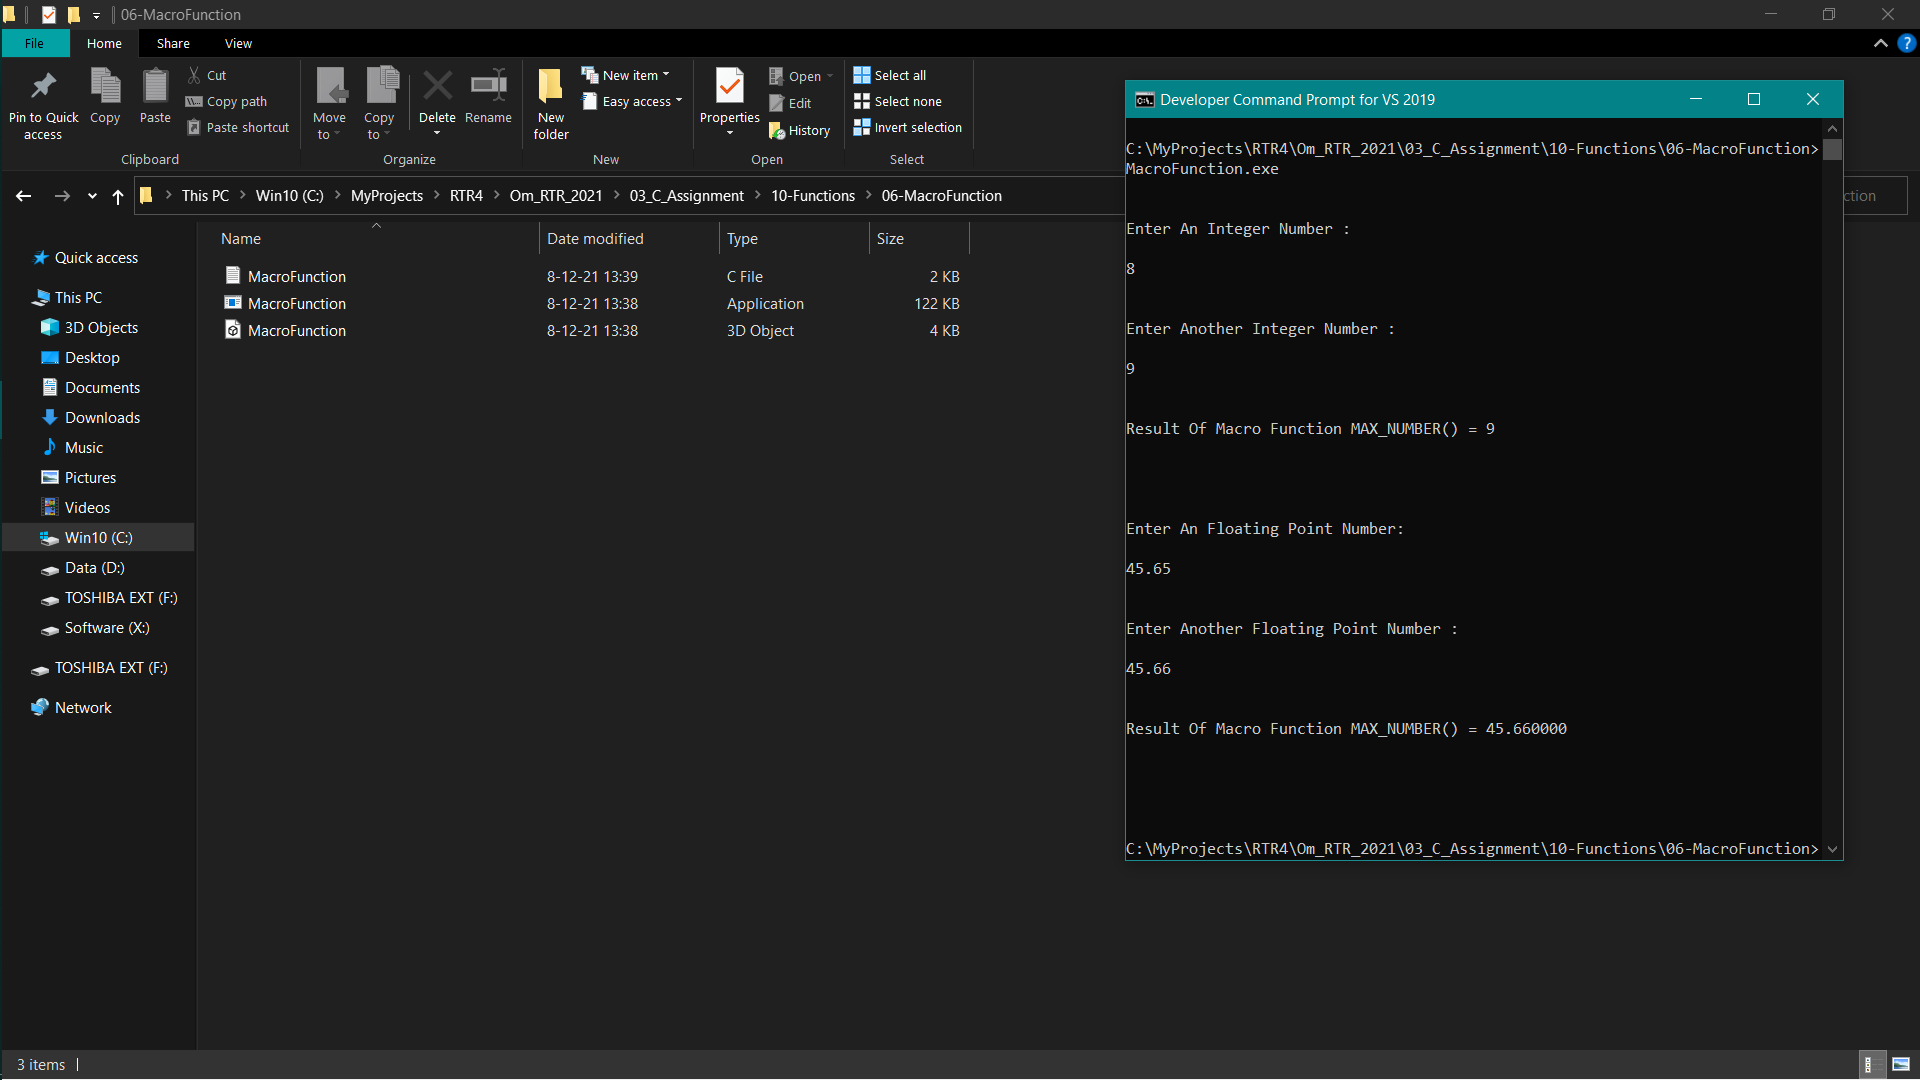 06-MacroFunction
File Home Share View
Pin to Quick access
Copy
Paste
Cut
Copy path
Paste shortcut
Clipboard
Move to
Copy to
Delete
Rename
Organize
New folder
New item
Easy access
New
Properties
Open
Edit
History
Open
Select all
Select none
Invert selection
Select
This PC > Win10 (C:) > MyProjects > RTR4 > Om_RTR_2021 > 03_C_Assignment > 10-Functions > 06-MacroFunction
ction
Quick access
This PC
3D Objects
Desktop
Documents
Downloads
Music
Pictures
Videos
Win10 (C:)
Data (D:)
TOSHIBA EXT (F:)
Software (X:)
TOSHIBA EXT (F:)
Network
Name Date modified Type Size
MacroFunction 8-12-21 13:39 C File 2 KB
MacroFunction 8-12-21 13:38 Application 122 KB
MacroFunction 8-12-21 13:38 3D Object 4 KB
3 items
Developer Command Prompt for VS 2019
C:\MyProjects\RTR4\Om_RTR_2021\03_C_Assignment\10-Functions\06-MacroFunction>
MacroFunction.exe
Enter An Integer Number :
8
Enter Another Integer Number :
9
Result Of Macro Function MAX_NUMBER() = 9
Enter An Floating Point Number:
45.65
Enter Another Floating Point Number :
45.66
Result Of Macro Function MAX_NUMBER() = 45.660000
C:\MyProjects\RTR4\Om_RTR_2021\03_C_Assignment\10-Functions\06-MacroFunction>